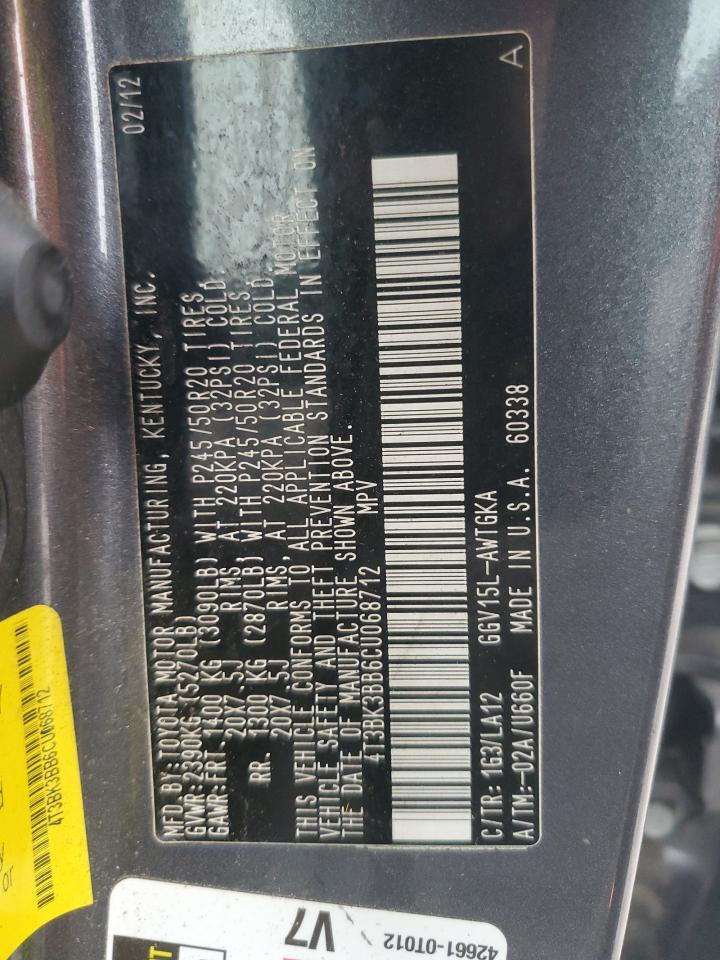 MFD. BY: TOYOTA MOTOR MANUFACTURING, KENTUCKY, INC. 02/12
GVWR: 2390KG (5270LB)
GAWR: FRT. 1400 KG (3090LB) WITH P245/50R20 TIRES
20X7.5J RIMS, AT 220KPA (32PSI) COLD.
RR. 1300 KG (2870LB) WITH P245/50R20 TIRES
20X7.5J RIMS, AT 220KPA (32PSI) COLD.
THIS VEHICLE CONFORMS TO ALL APPLICABLE FEDERAL MOTOR
VEHICLE SAFETY AND THEFT PREVENTION STANDARDS IN EFFECT ON
THE DATE OF MANUFACTURE SHOWN ABOVE.
4T3BK3BB6CU068712 MPV
C/TR: 1G3/LA12 GGV15L-AWTGKA
A/TM: -02A/U660F MADE IN U.S.A. 60338
A
4T3BK3BB6CU068712
V7
42661-0T012